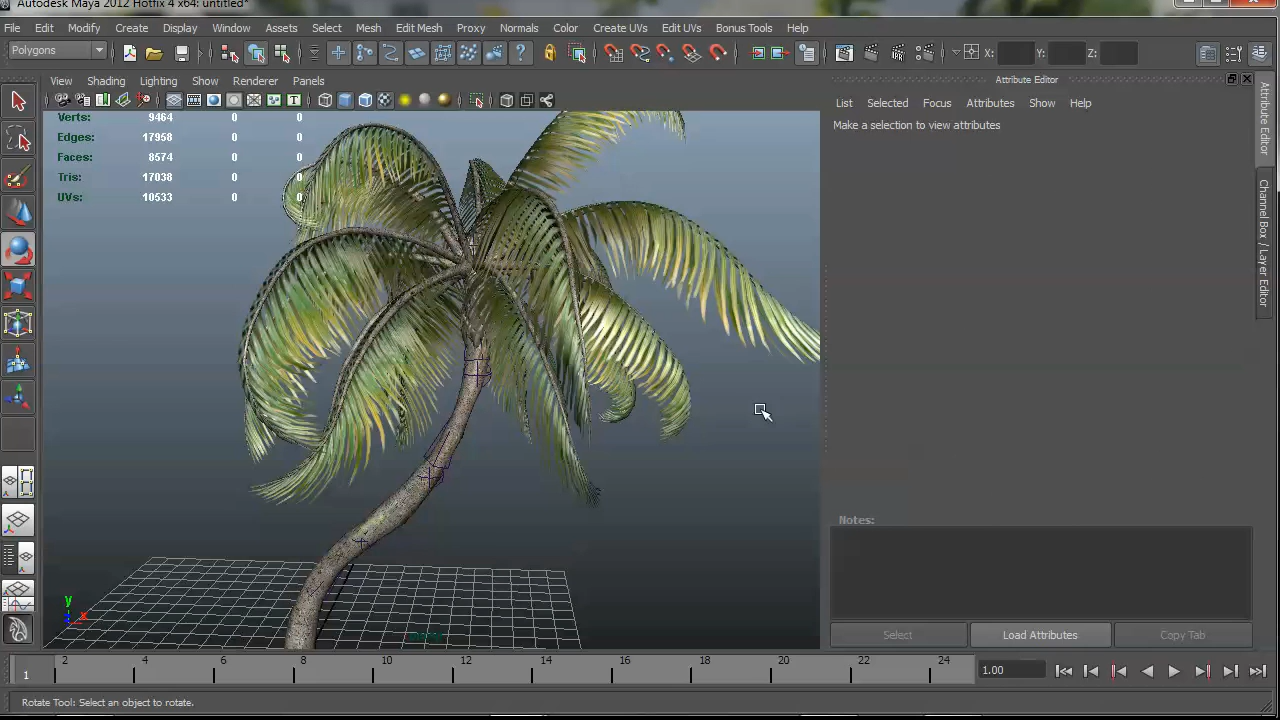 Autodesk Maya 2012 Hotfix 4 x64: untitled*
File Edit Modify Create Display Window Assets Select Mesh Edit Mesh Proxy Normals Color Create UVs Edit UVs Bonus Tools Help
Polygons X: Y: Z:
View Shading Lighting Show Renderer Panels
Attribute Editor
List Selected Focus Attributes Show Help
Make a selection to view attributes
Verts: 9464 0 0
Edges: 17958 0 0
Faces: 8574 0 0
Tris: 17038 0 0
UVs: 10533 0 0
Attribute Editor
Channel Box / Layer Editor
Notes:
y
x
z
persp
Select Load Attributes Copy Tab
1 2 4 6 8 10 12 14 16 18 20 22 24 1.00
Rotate Tool: Select an object to rotate.